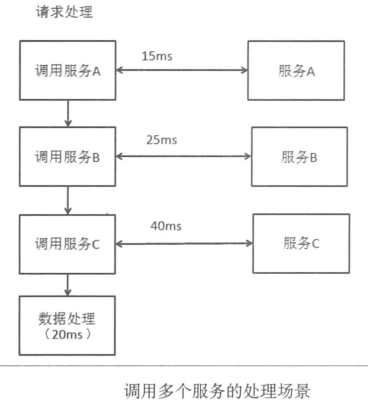 请求处理
调用服务A
15ms
服务A
调用服务B
25ms
服务B
调用服务C
40ms
服务C
数据处理
（20ms）
调用多个服务的处理场景